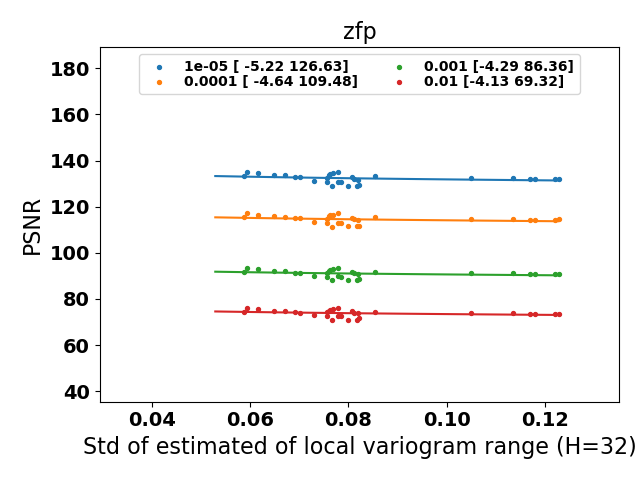 zfp
1e-05 [ -5.22 126.63]
0.0001 [ -4.64 109.48]
0.001 [-4.29 86.36]
0.01 [-4.13 69.32]
PSNR
180
160
140
120
100
80
60
40
0.04 0.06 0.08 0.10 0.12
Std of estimated of local variogram range (H=32)